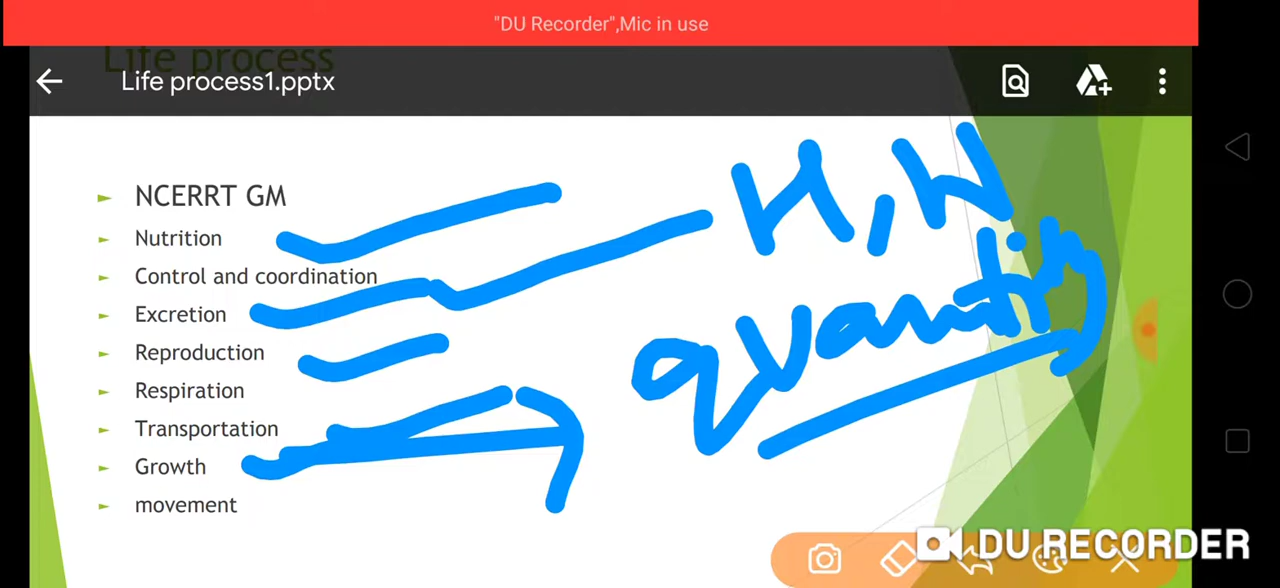 "DU Recorder",Mic in use
Life process
Life process1.pptx
NCERRT GM
Nutrition
Control and coordination
Excretion
Reproduction
Respiration
Transportation
Growth
movement
H, W
quantity
DU RECORDER